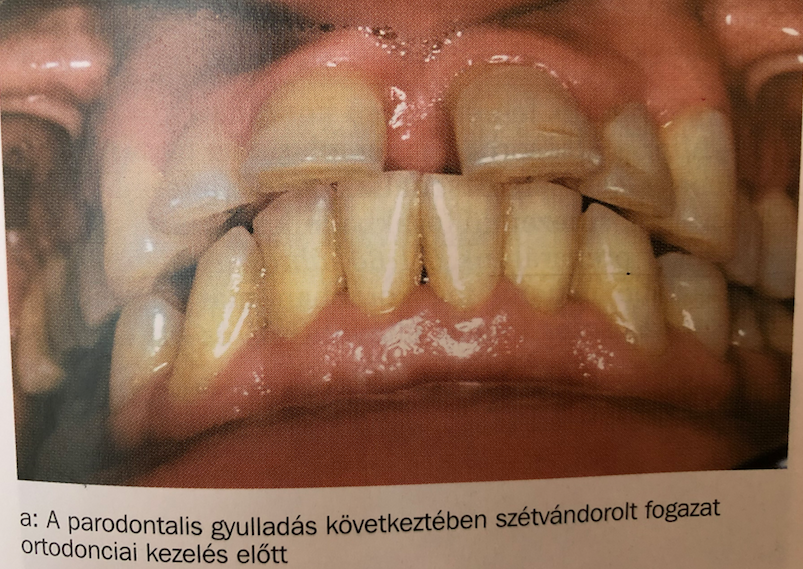 a: A parodontalis gyulladás következtében szétvándorolt fogazat
ortodonciai kezelés előtt